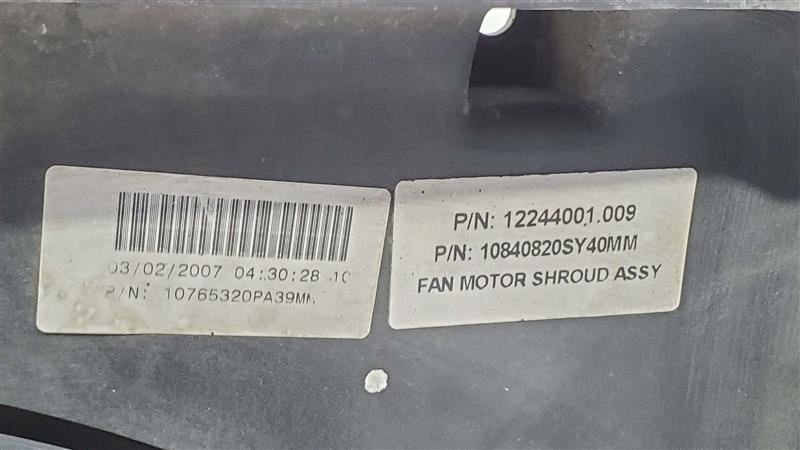 03/02/2007 04:30:28
P/N: 10765320PA39MM
P/N: 12244001.009
P/N: 10840820SY40MM
FAN MOTOR SHROUD ASSY